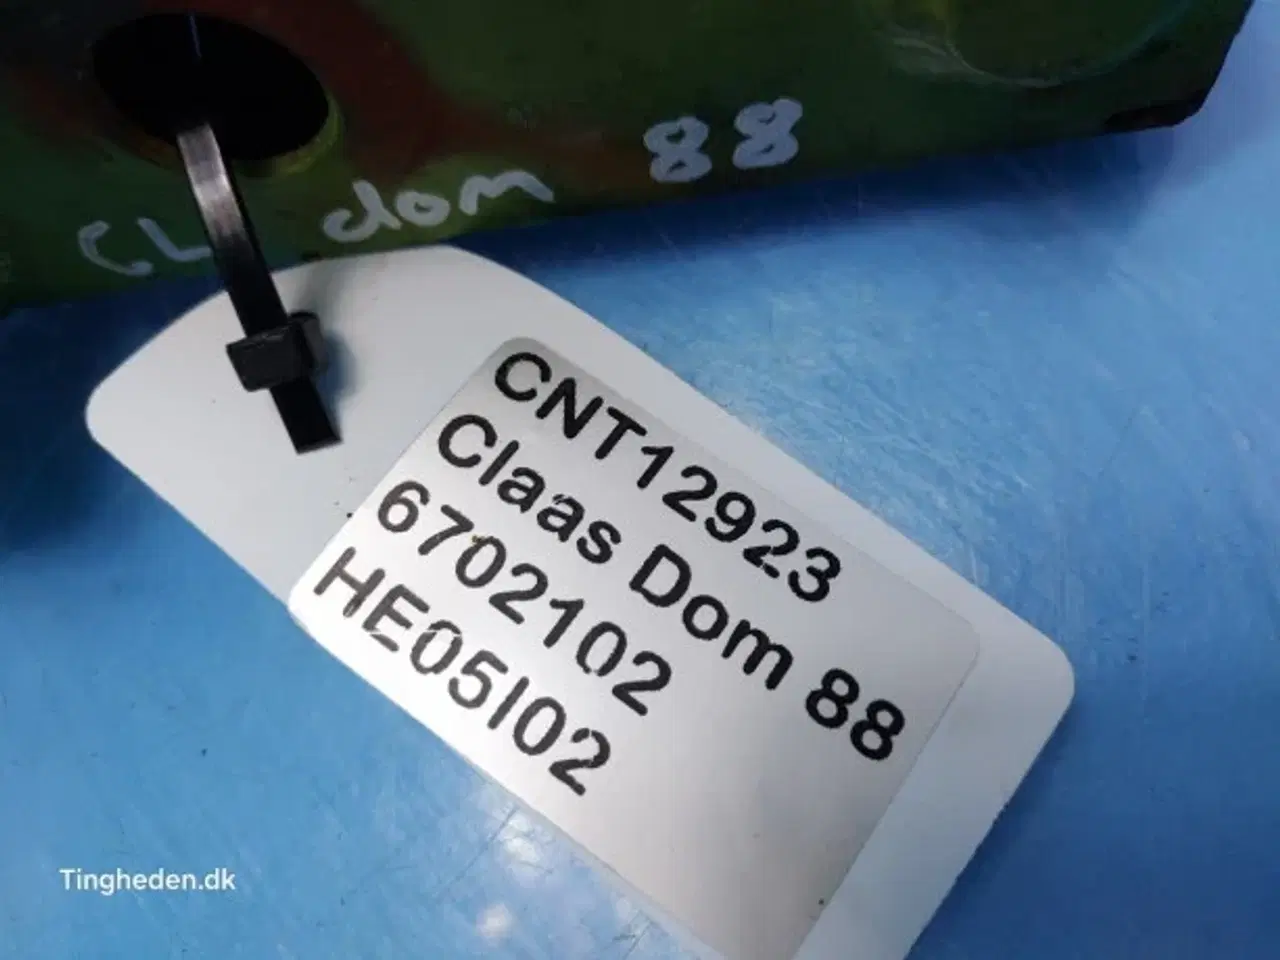 CL dom 88
CNT12923
Claas Dom 88
6702102
HE05I02
Tingheden.dk